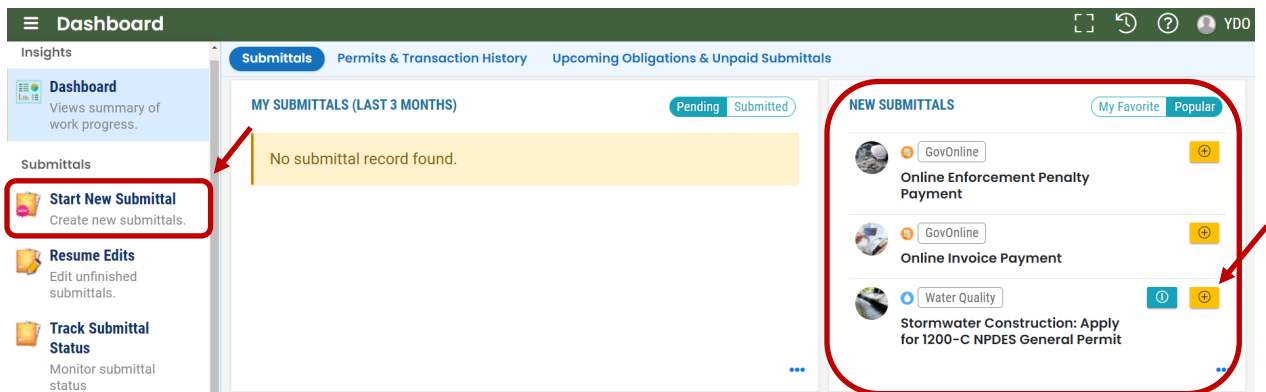 Dashboard
YDO
Insights
Dashboard
Views summary of
work progress.
Submittals
Start New Submittal
Create new submittals.
Resume Edits
Edit unfinished
submittals.
Track Submittal
Status
Monitor submittal
status
Submittals Permits & Transaction History Upcoming Obligations & Unpaid Submittals
MY SUBMITTALS (LAST 3 MONTHS) Pending Submitted
No submittal record found.
NEW SUBMITTALS My Favorite Popular
GovOnline
Online Enforcement Penalty
Payment
GovOnline
Online Invoice Payment
Water Quality
Stormwater Construction: Apply
for 1200-C NPDES General Permit